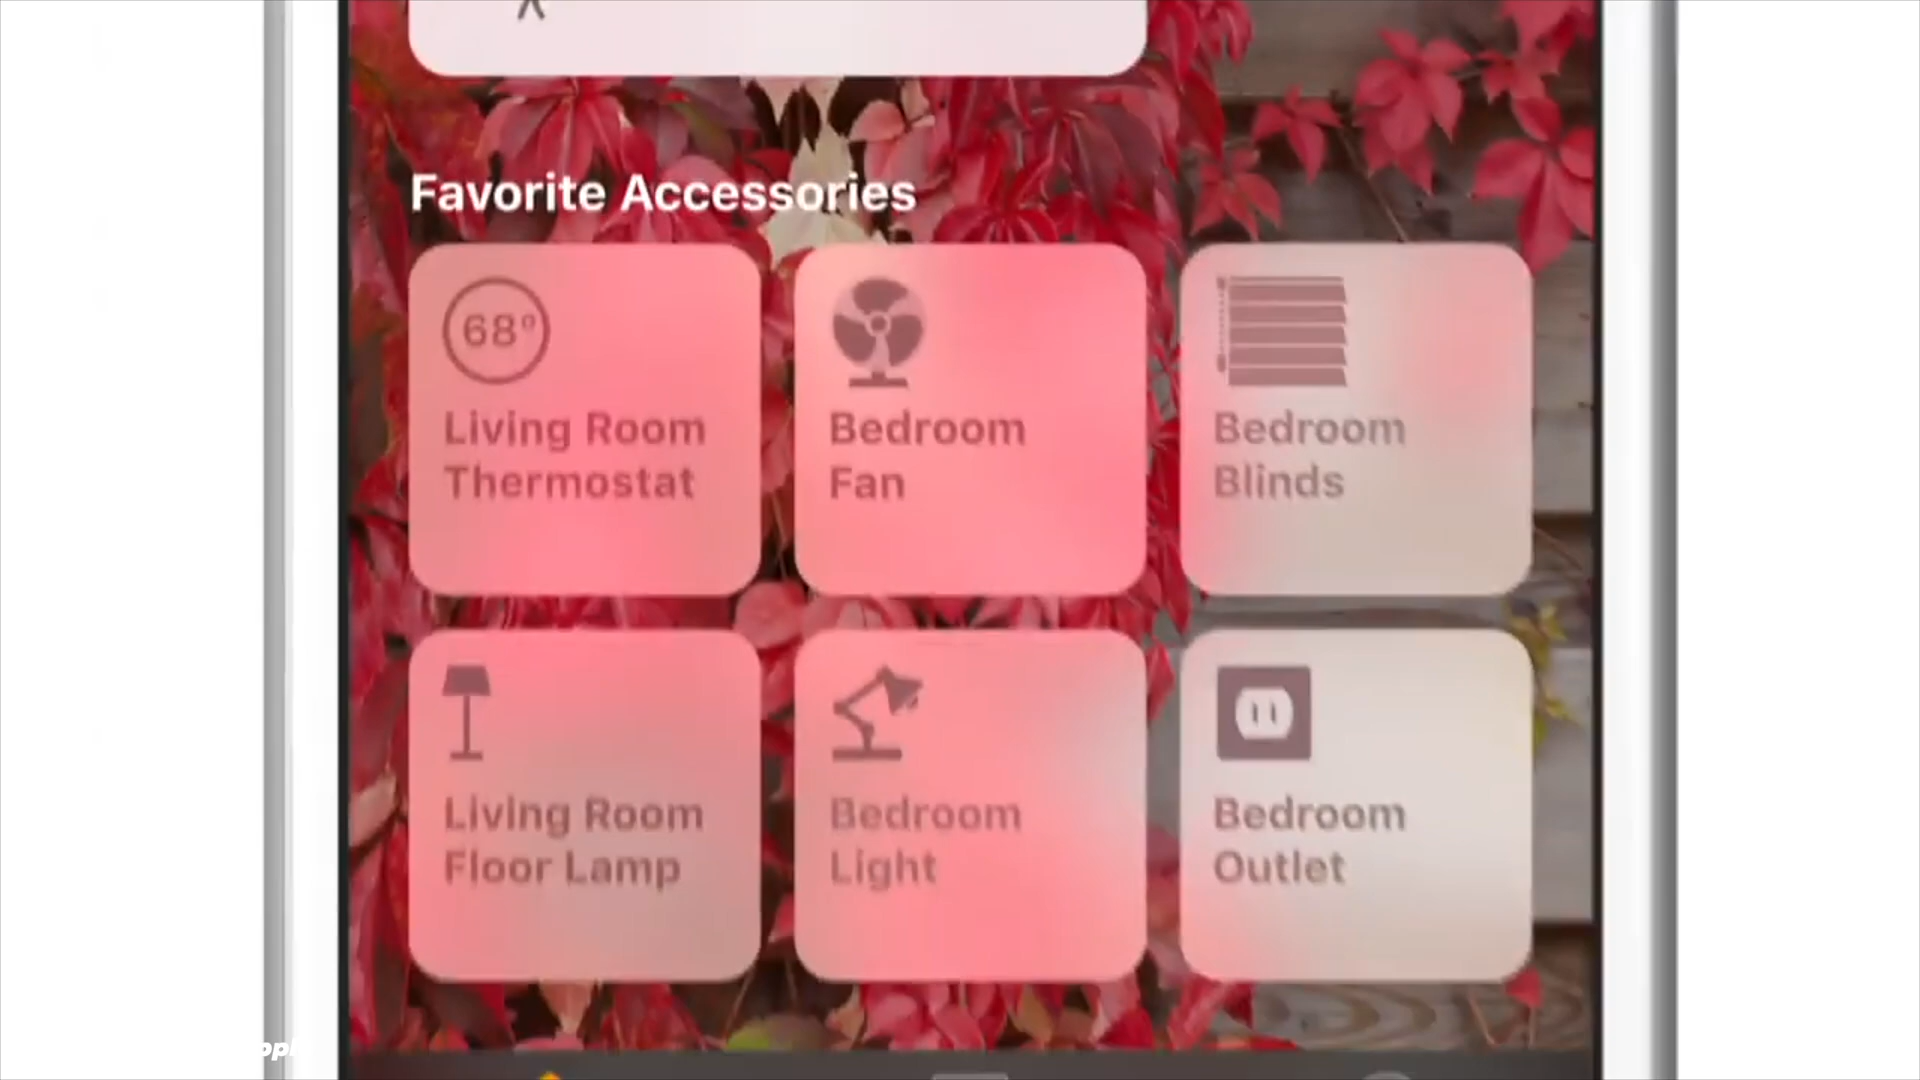 Favorite Accessories
68°
Living Room
Thermostat
Bedroom
Fan
Bedroom
Blinds
Living Room
Floor Lamp
Bedroom
Light
Bedroom
Outlet